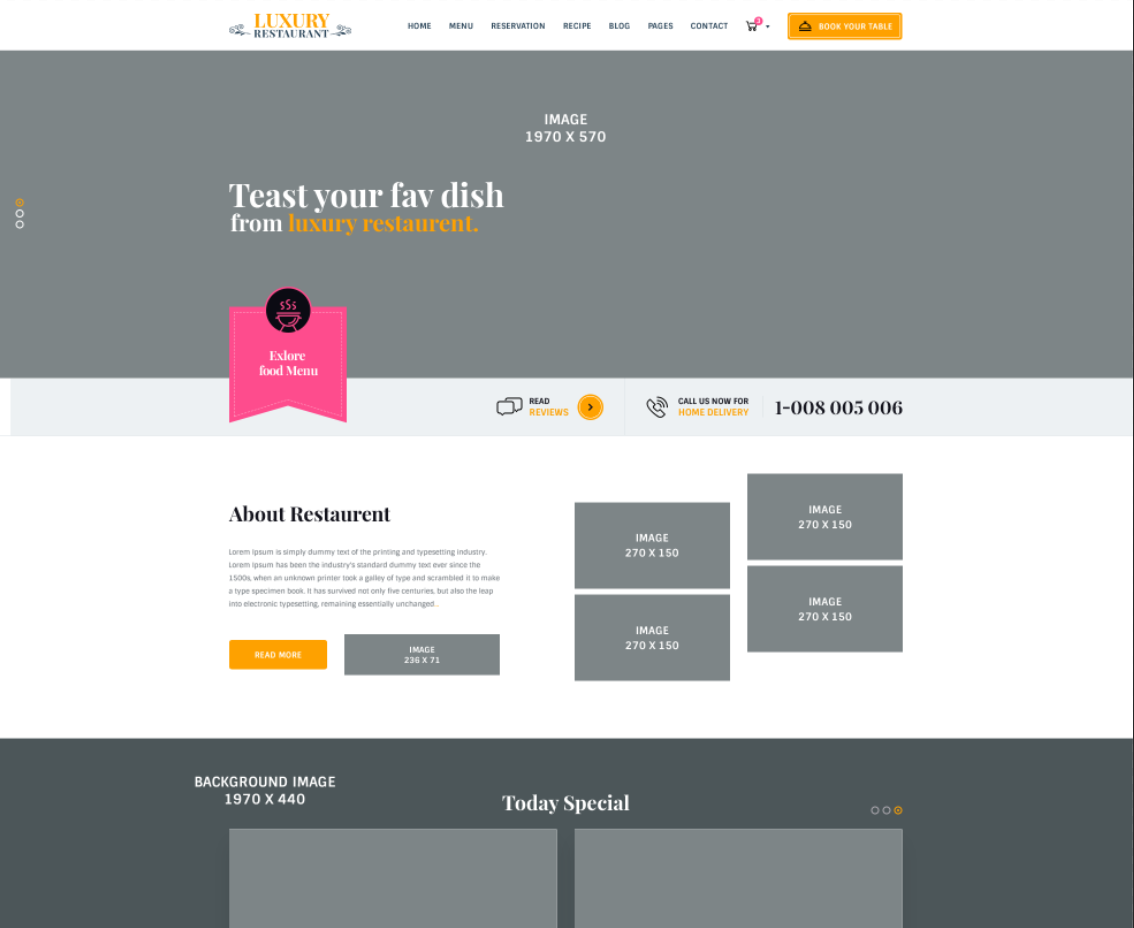 LUXURY
RESTAURANT
HOME MENU RESERVATION RECIPE BLOG PAGES CONTACT 3 BOOK YOUR TABLE
IMAGE
1970 X 570
Teast your fav dish
from luxury restaurent.
Exlore
food Menu
READ
REVIEWS
CALL US NOW FOR
HOME DELIVERY
1-008 005 006
About Restaurent
Lorem Ipsum is simply dummy text of the printing and typesetting industry.
Lorem Ipsum has been the industry's standard dummy text ever since the
1500s, when an unknown printer took a galley of type and scrambled it to make
a type specimen book. It has survived not only five centuries, but also the leap
into electronic typesetting, remaining essentially unchanged .
READ MORE
IMAGE
236 X 71
IMAGE
270 X 150
IMAGE
270 X 150
IMAGE
270 X 150
IMAGE
270 X 150
BACKGROUND IMAGE
1970 X 440
Today Special